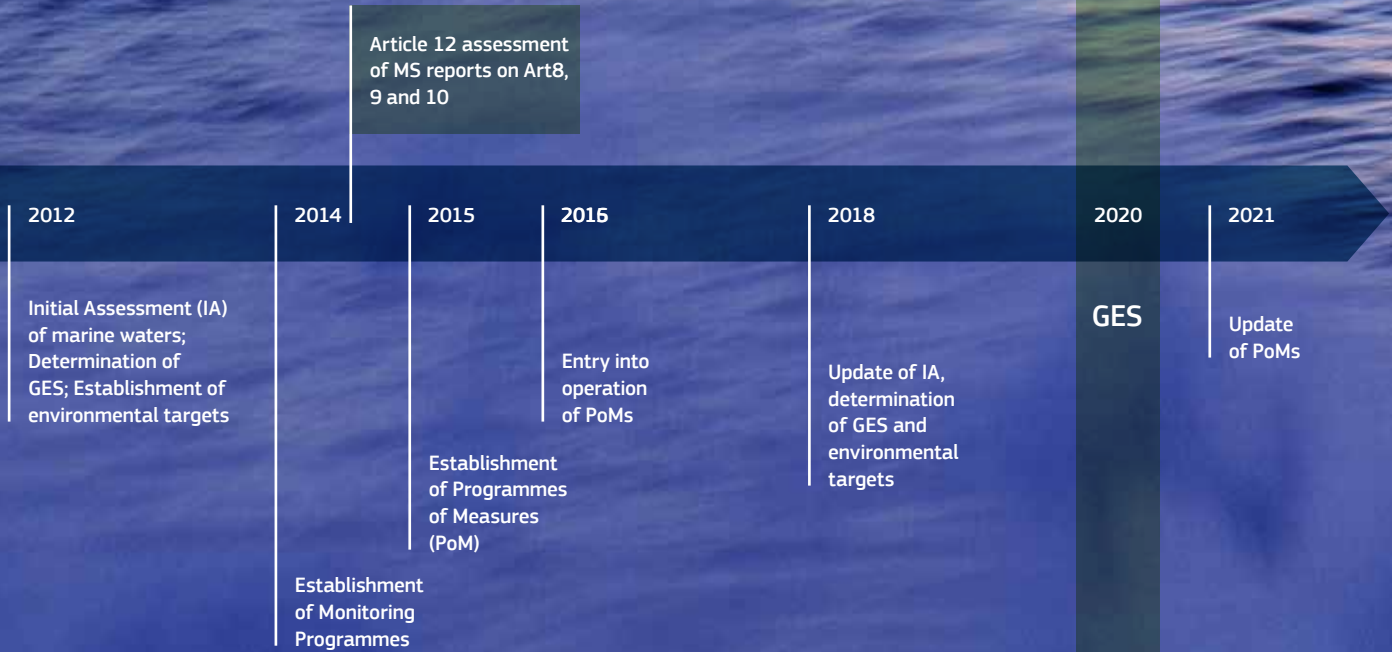 Article 12 assessment
of MS reports on Art8,
9 and 10
2012
2014
2015
2016
2018
2020
2021
Initial Assessment (IA)
of marine waters;
Determination of
GES; Establishment of
environmental targets
Establishment
of Monitoring
Programmes
Establishment
of Programmes
of Measures
(PoM)
Entry into
operation
of PoMs
Update of IA,
determination
of GES and
environmental
targets
GES
Update
of PoMs